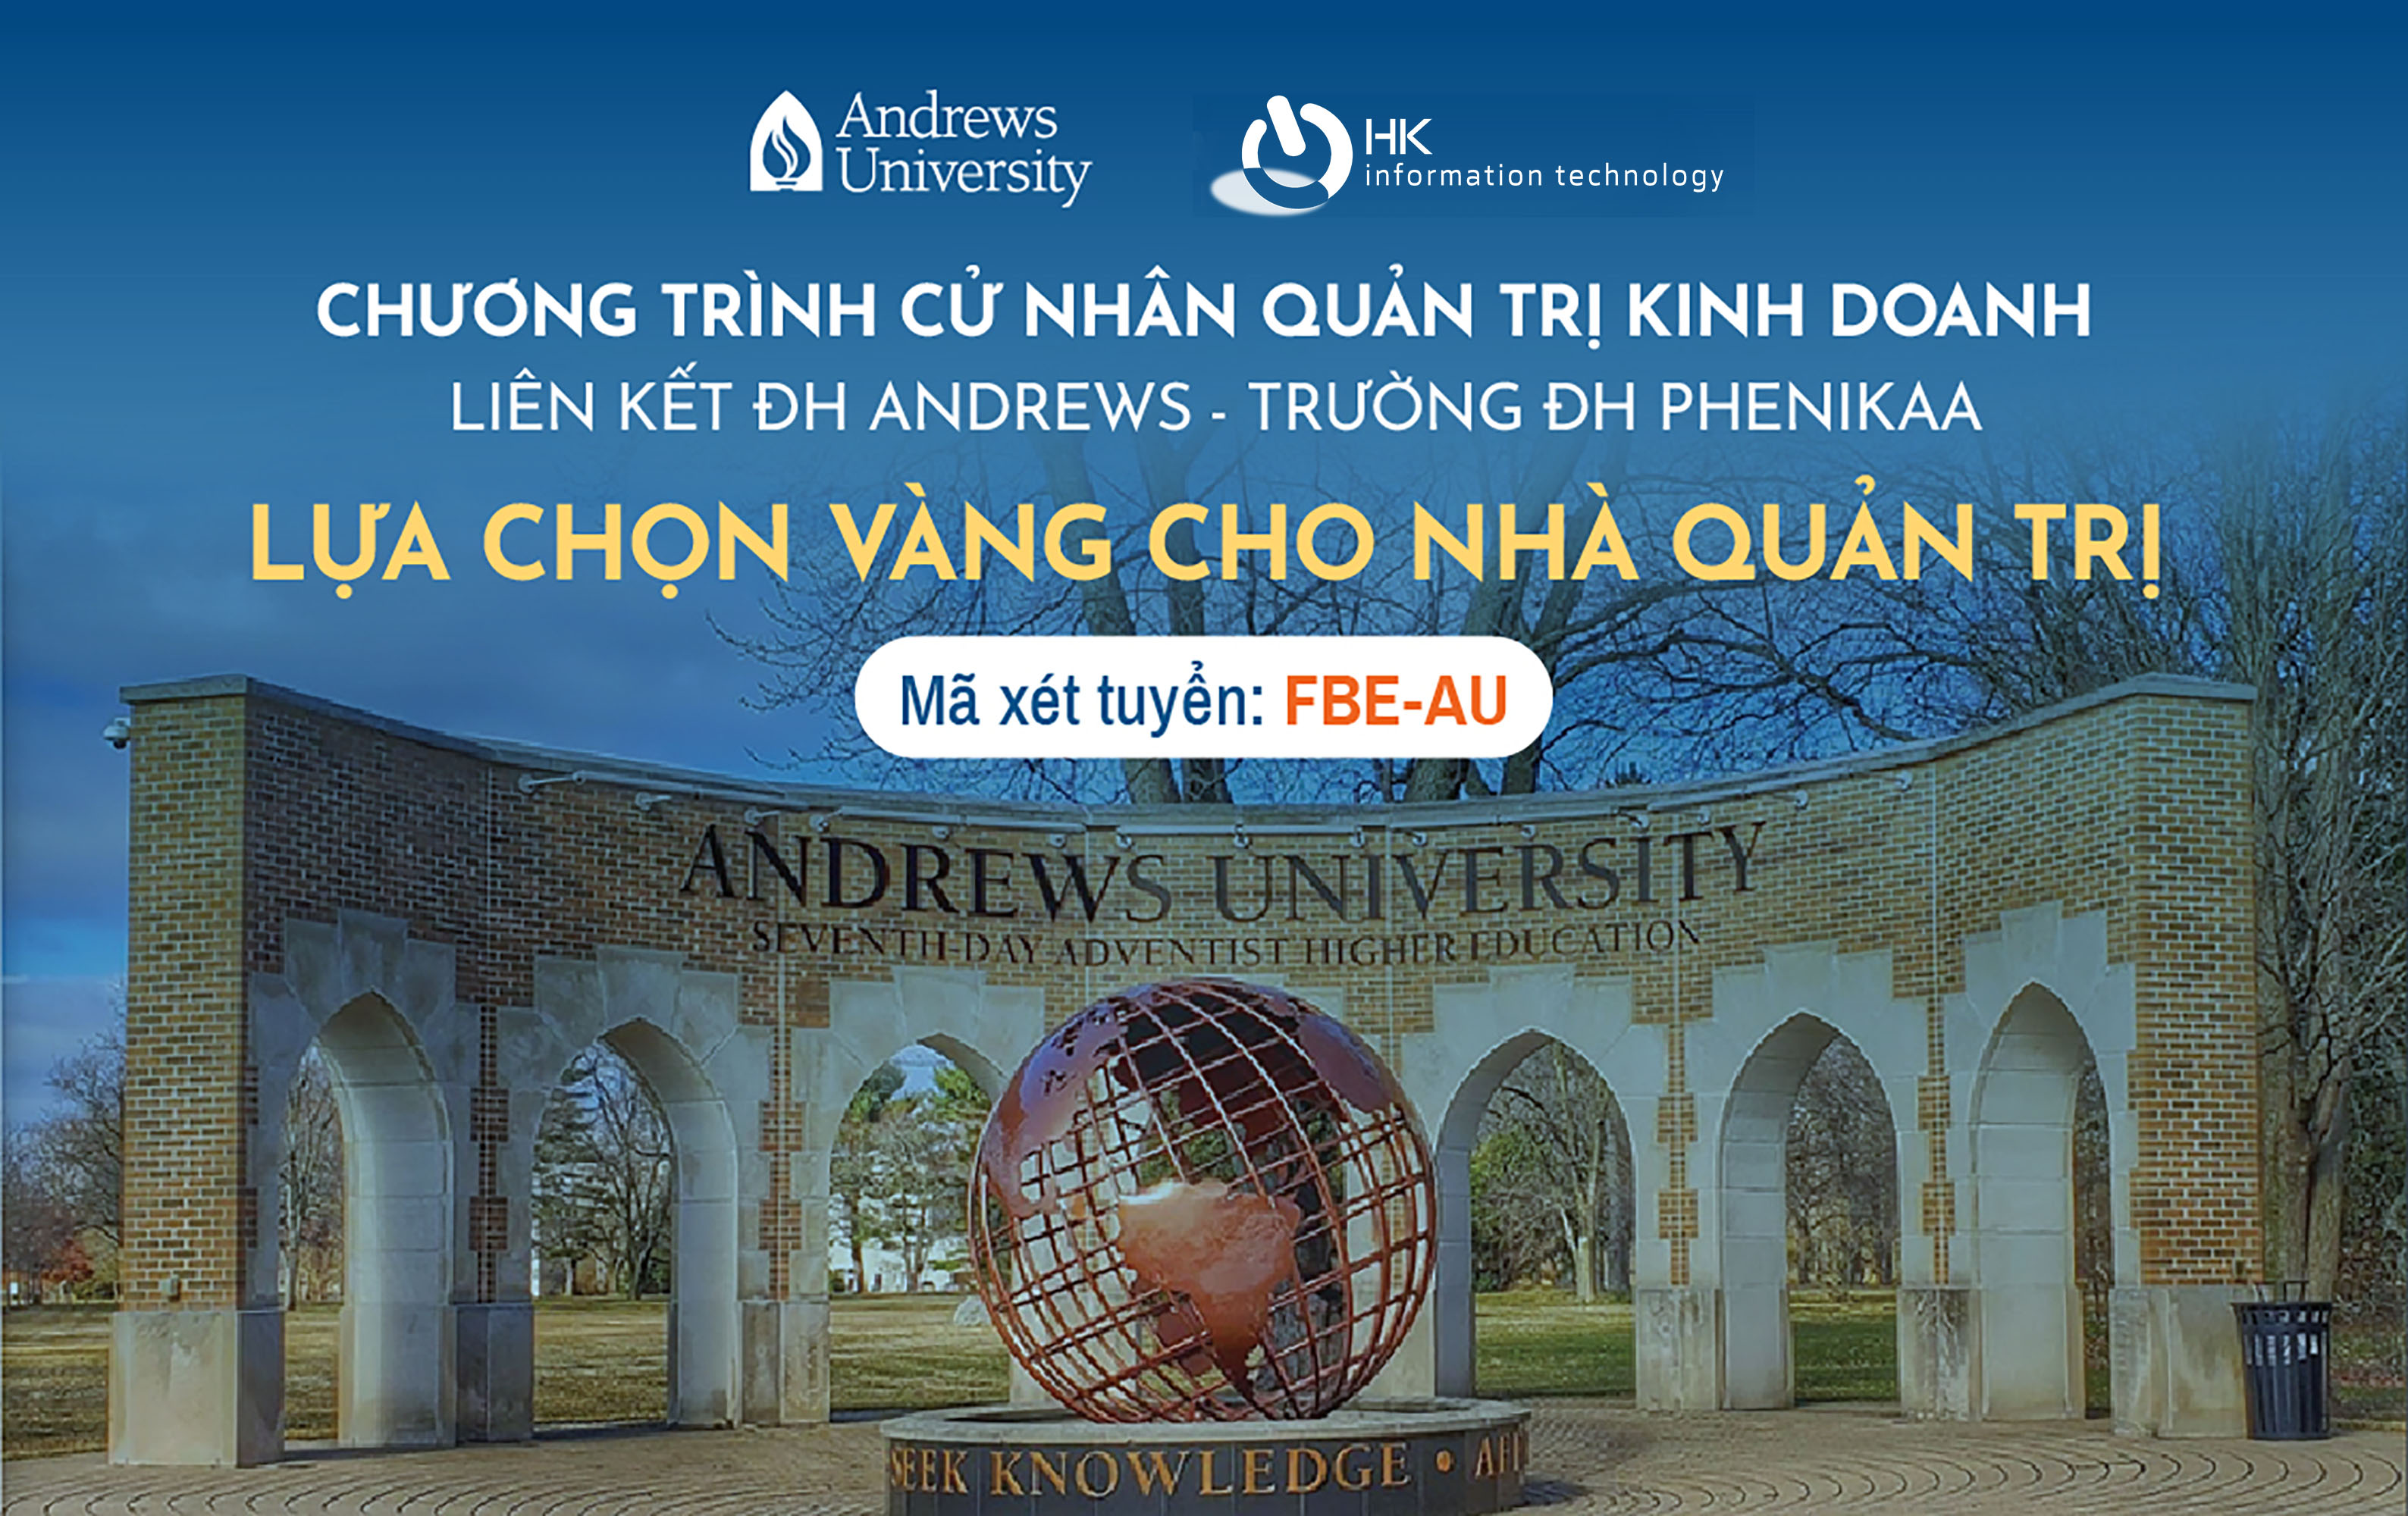 Andrews
University
HK
information technology
CHƯƠNG TRÌNH CỬ NHÂN QUẢN TRỊ KINH DOANH
LIÊN KẾT ĐH ANDREWS - TRƯỜNG ĐH PHENIKAA
LỰA CHỌN VÀNG CHO NHÀ QUẢN TRỊ
Mã xét tuyển: FBE-AU
ANDREWS UNIVERSITY
SEVENTH-DAY ADVENTIST HIGHER EDUCATION
SEEK KNOWLEDGE •